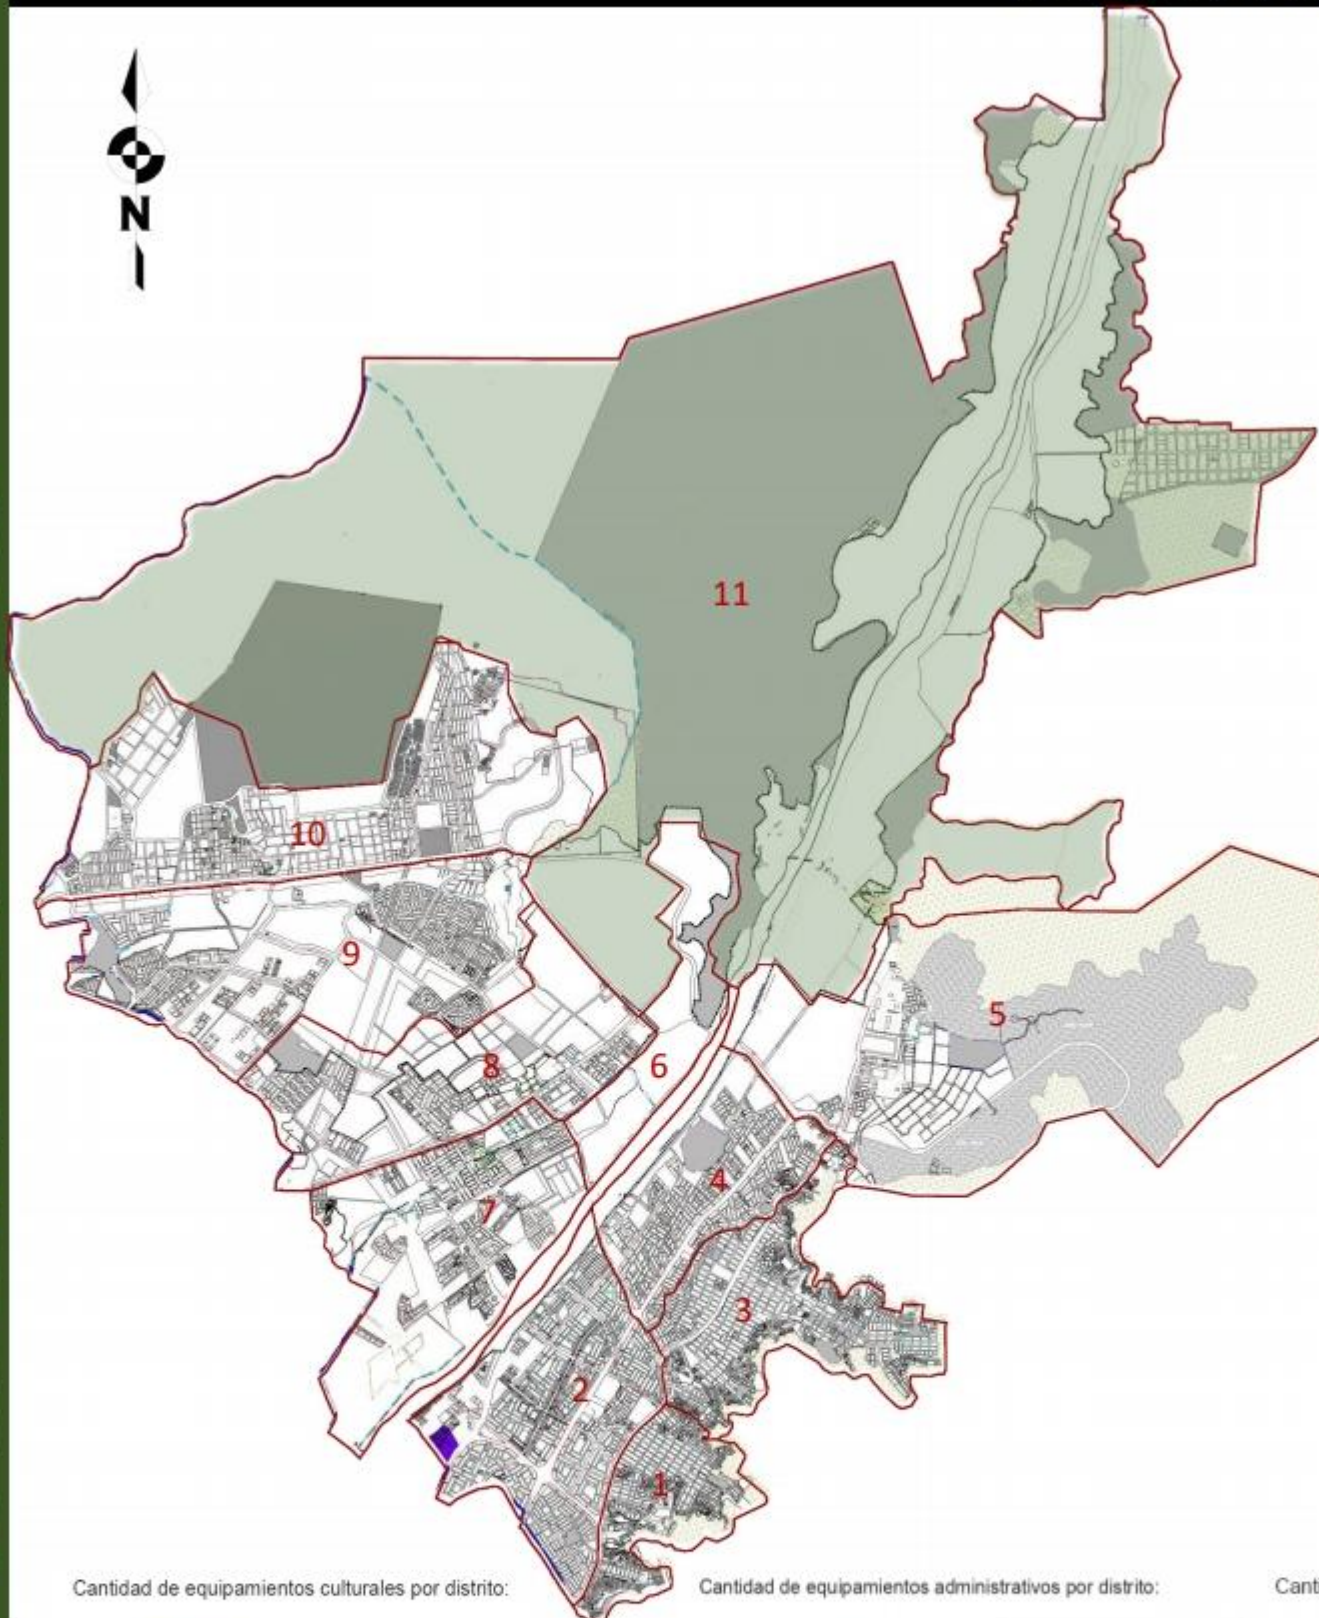 N
11
10
9
5
8
6
4
7
3
2
1
Cantidad de equipamientos culturales por distrito:
Cantidad de equipamientos administrativos por distrito:
Canti